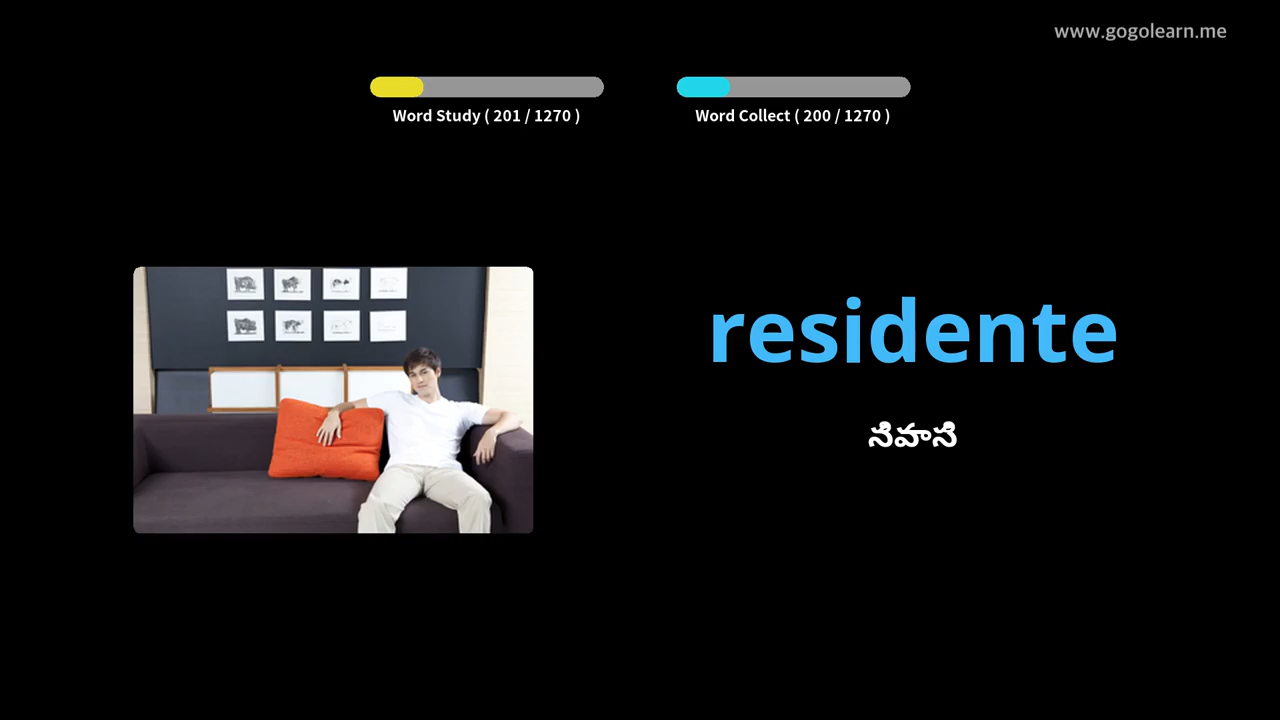 www.gogolearn.me
Word Study ( 201 / 1270 )
Word Collect ( 200 / 1270 )
residente
నివాసి